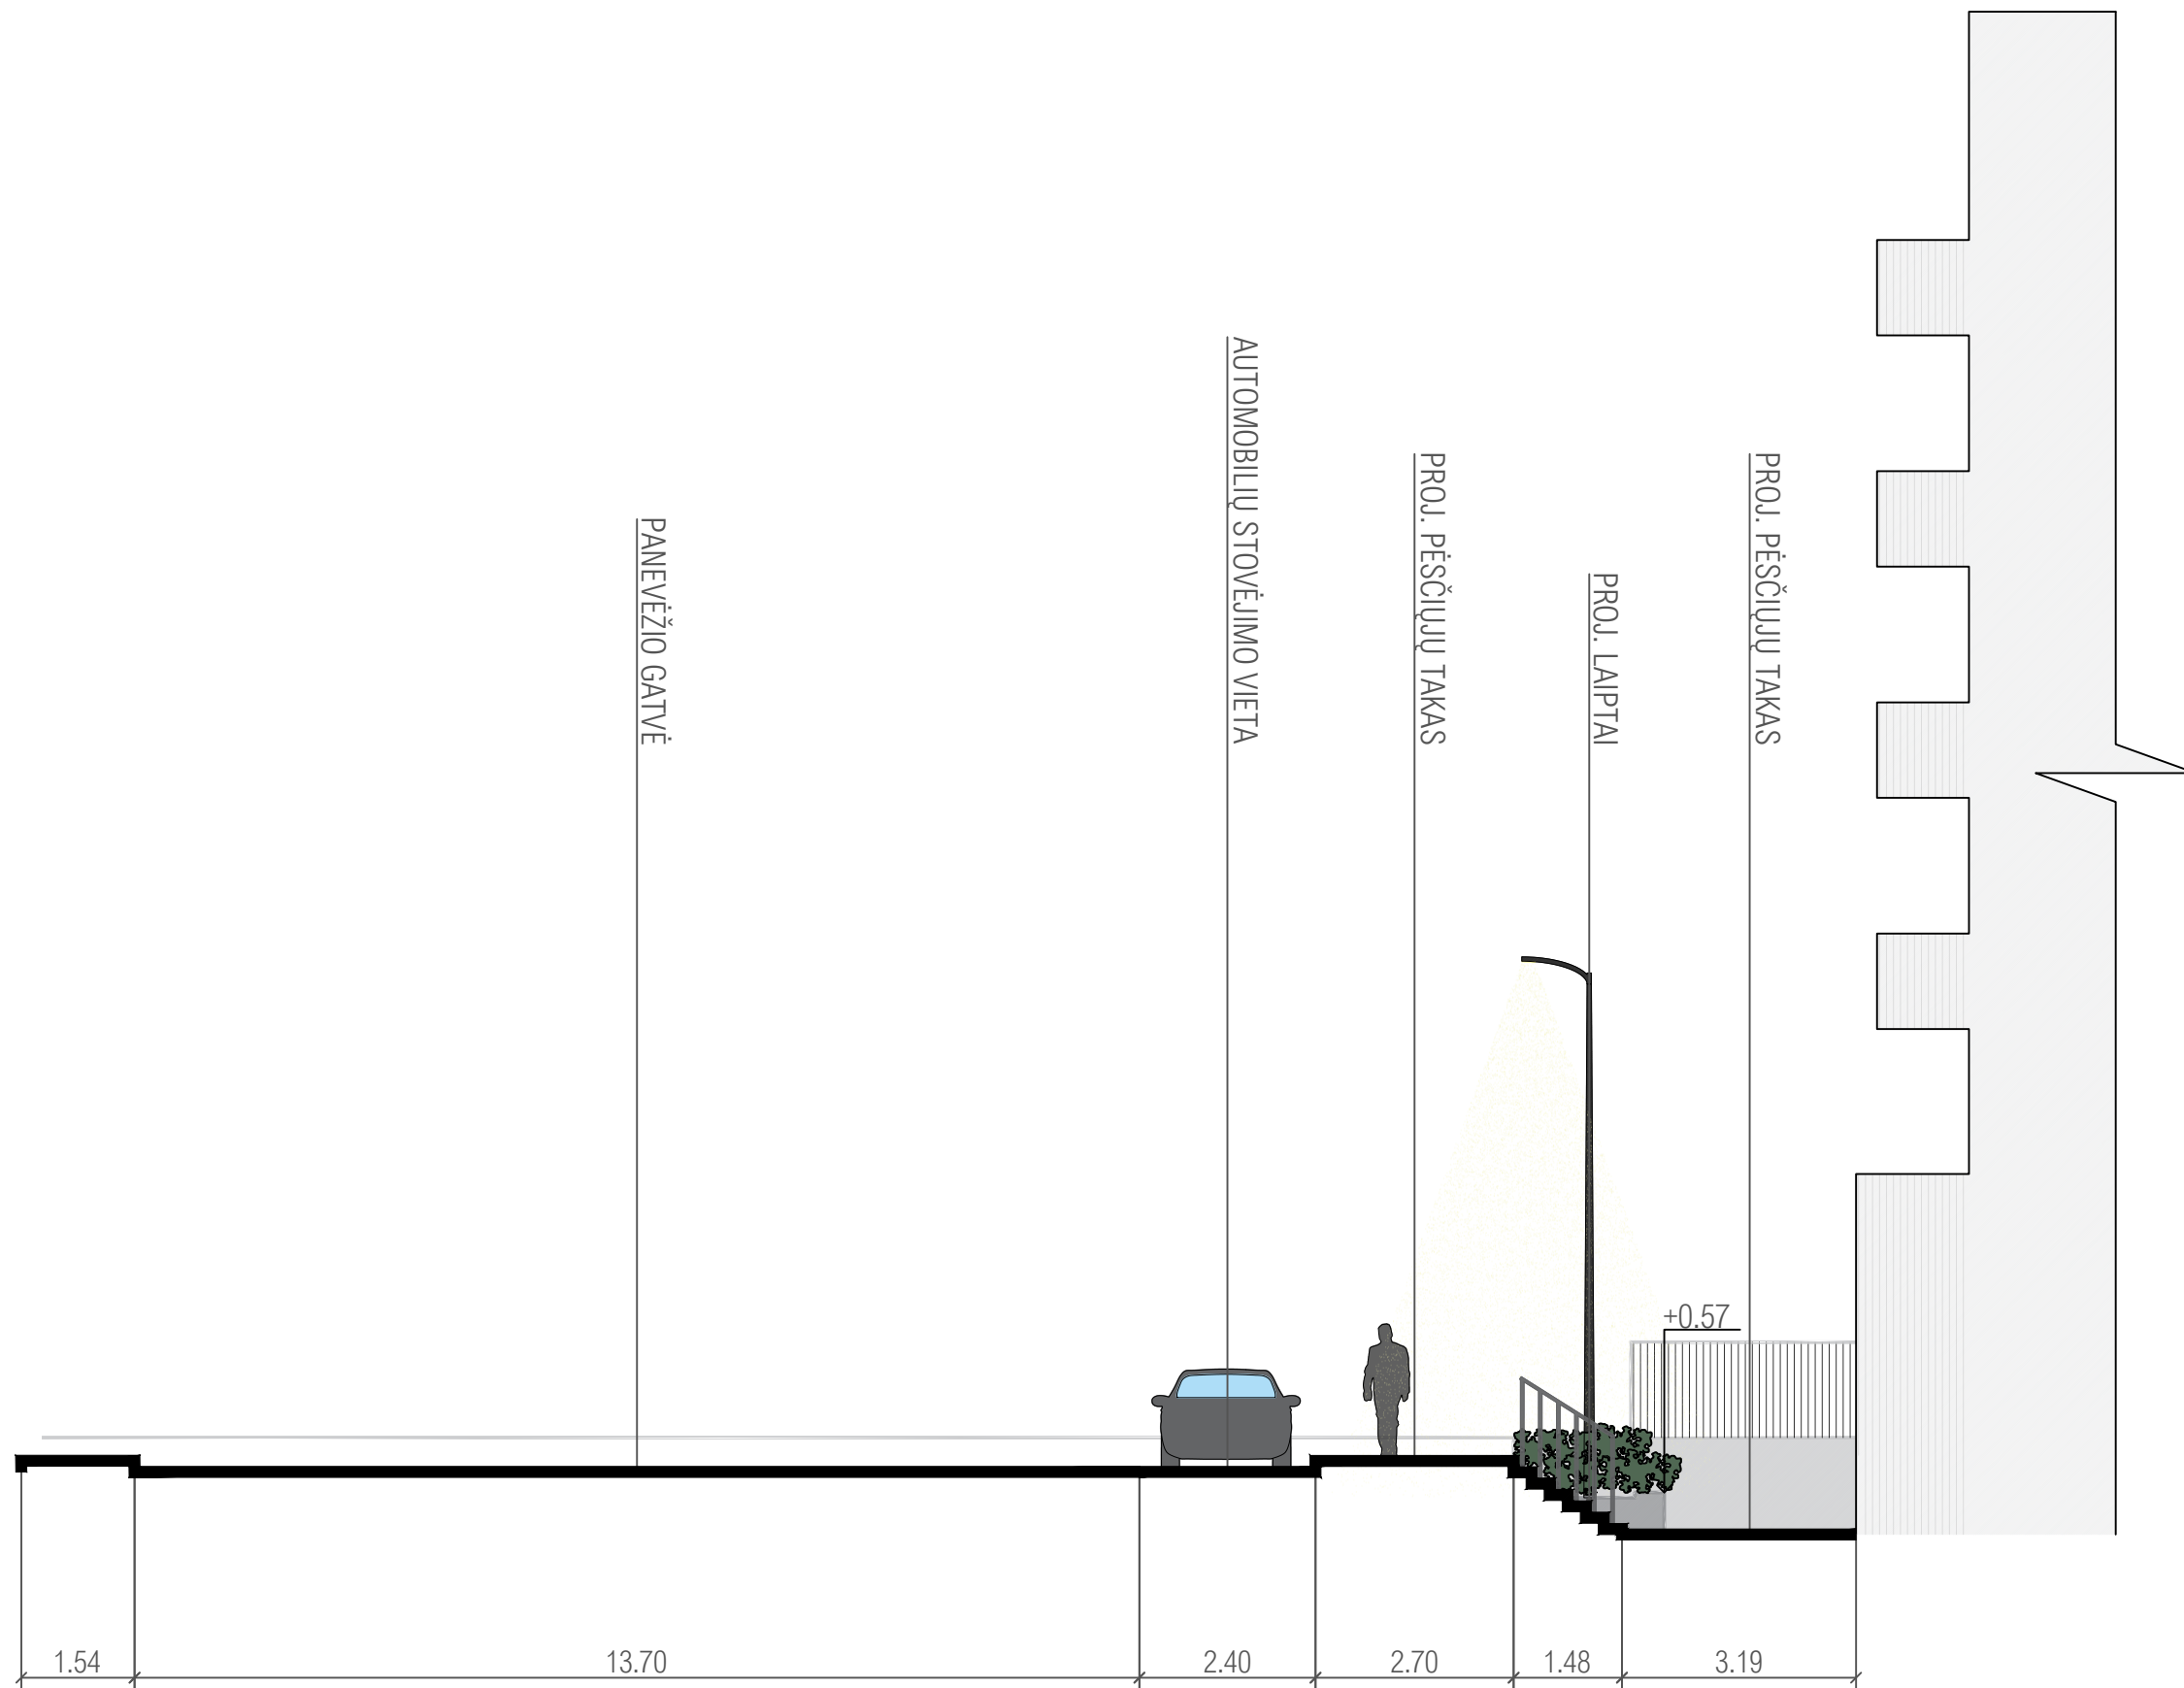 PANEVĖŽIO GATVĖ
AUTOMOBILIŲ STOVĖJIMO VIETA
PROJ. PĖSČIŲJŲ TAKAS
PROJ. LAIPTAI
PROJ. PĖSČIŲJŲ TAKAS
+0.57
1.54
13.70
2.40
2.70
1.48
3.19